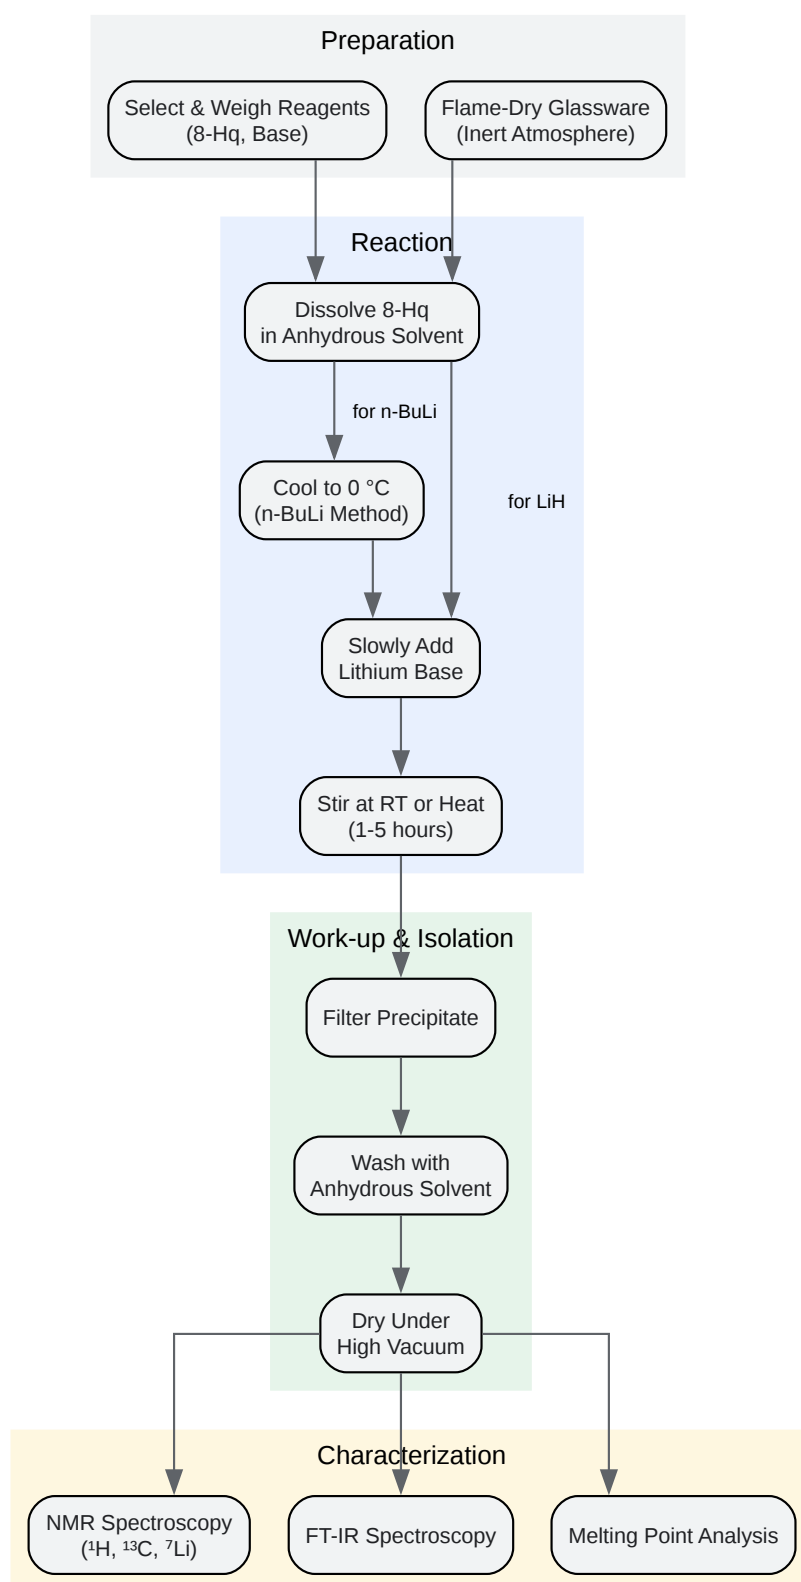 Preparation
Select & Weigh Reagents
(8-Hq, Base)
Flame-Dry Glassware
(Inert Atmosphere)
Reaction
Dissolve 8-Hq
in Anhydrous Solvent
for n-BuLi
Cool to 0 °C
(n-BuLi Method)
for LiH
Slowly Add
Lithium Base
Stir at RT or Heat
(1-5 hours)
Work-up & Isolation
Filter Precipitate
Wash with
Anhydrous Solvent
Dry Under
High Vacuum
Characterization
NMR Spectroscopy
(¹H, ¹³C, ⁷Li)
FT-IR Spectroscopy
Melting Point Analysis